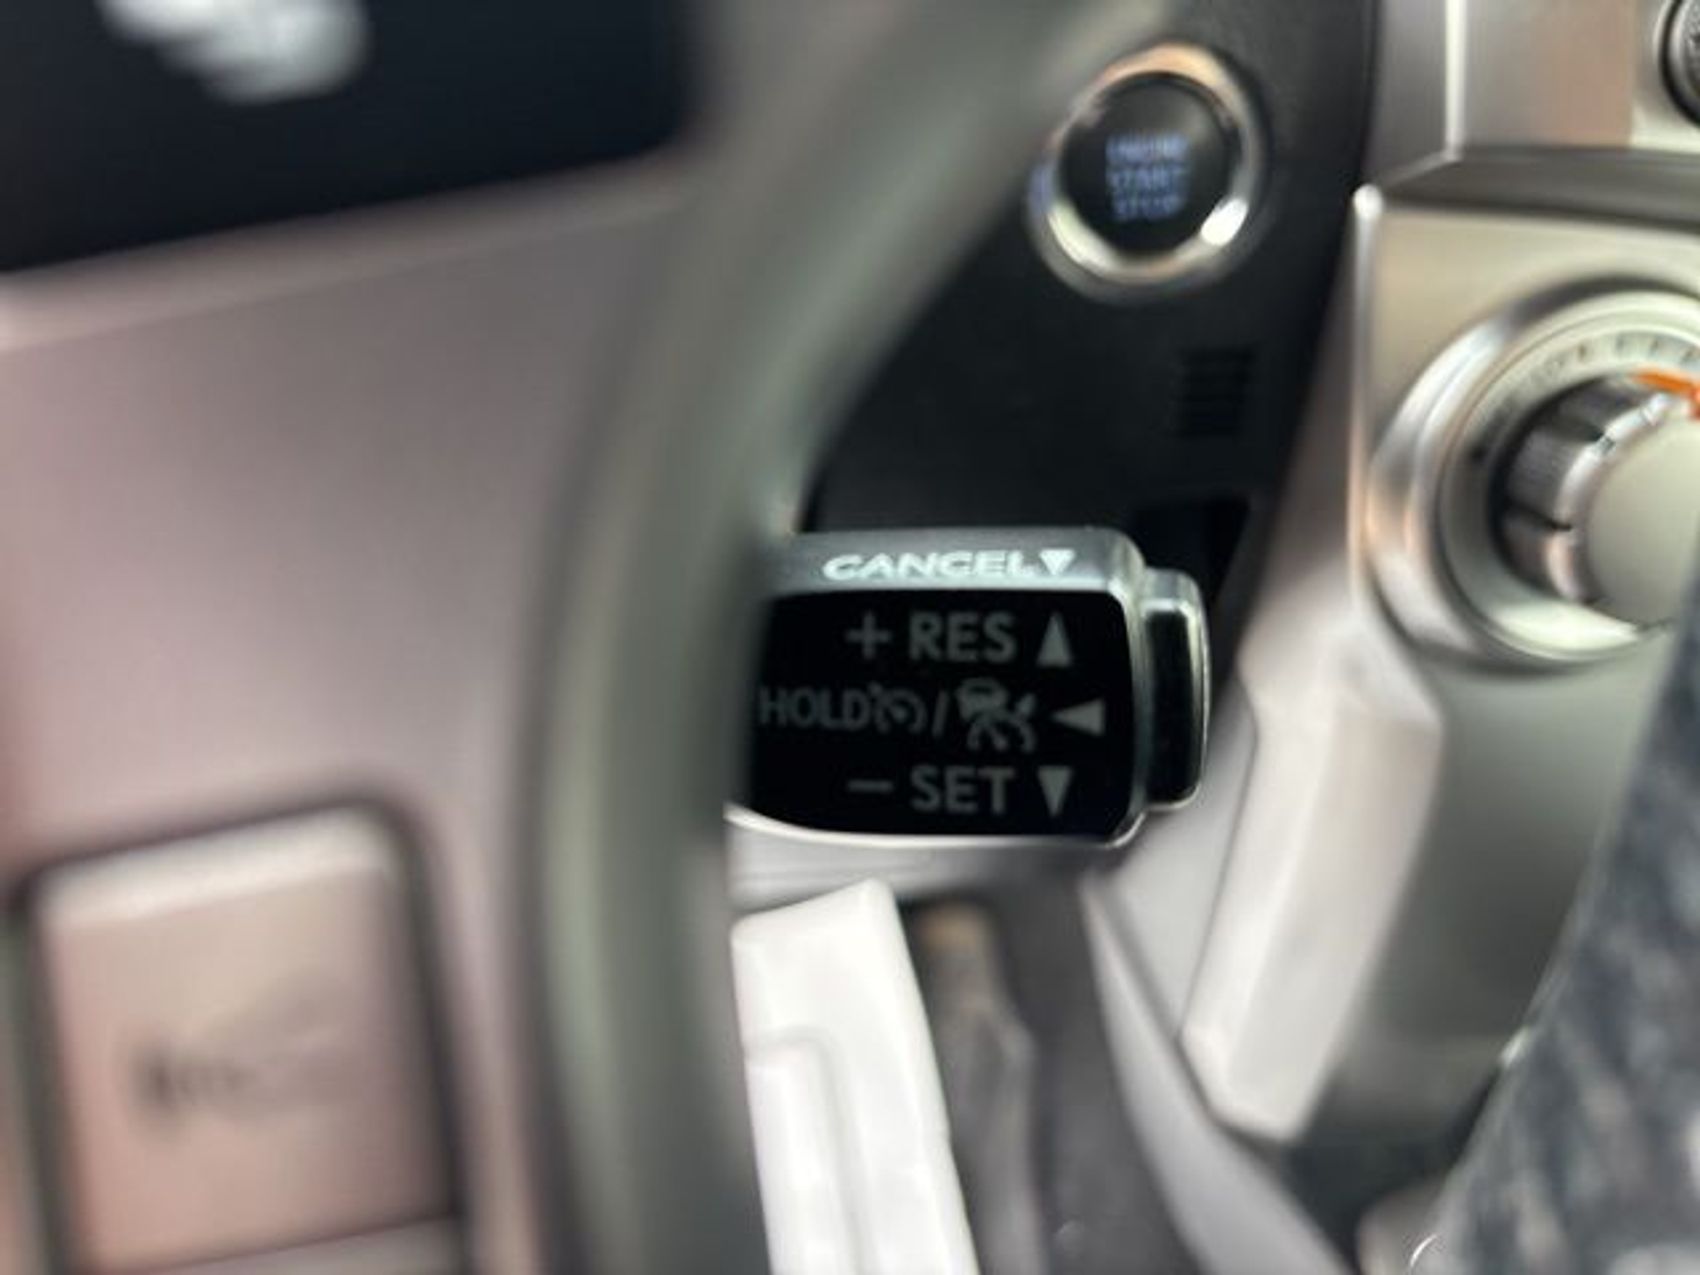 ENGINE
START
STOP
CANCEL▼
+ RES ▲
HOLD / ◄
− SET ▼